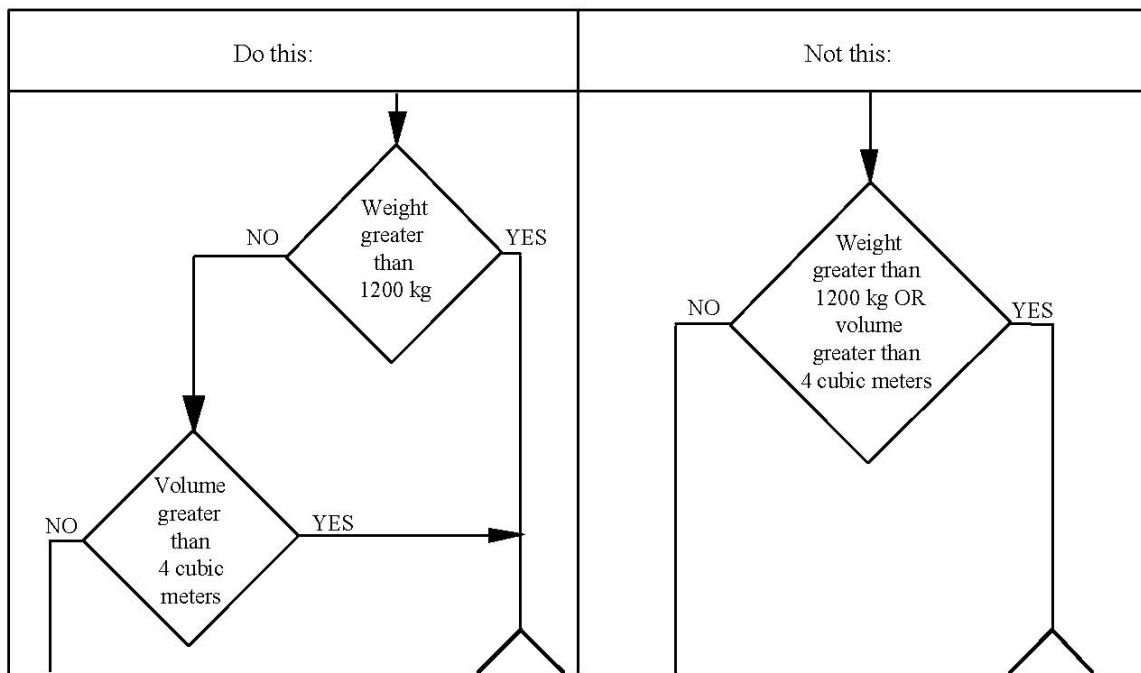 Do this:
Not this:
Weight
greater
than
1200 kg
NO
YES
Volume
greater
than
4 cubic
meters
NO
YES
Weight
greater than
1200 kg OR
volume
greater than
4 cubic meters
NO
YES